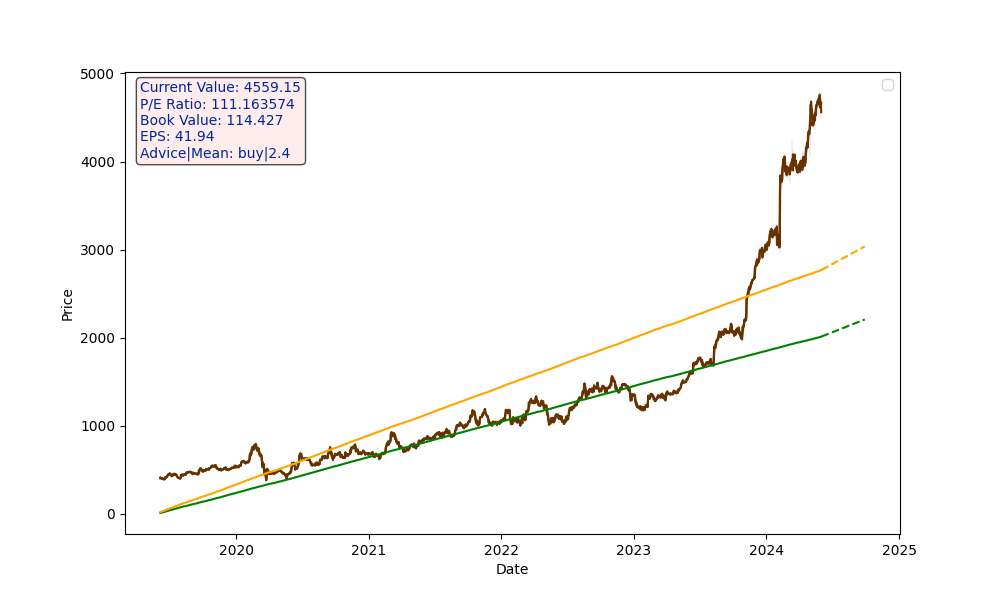 Current Value: 4559.15
P/E Ratio: 111.163574
Book Value: 114.427
EPS: 41.94
Advice|Mean: buy|2.4
5000
4000
3000
2000
1000
0
Price
2020 2021 2022 2023 2024 2025
Date